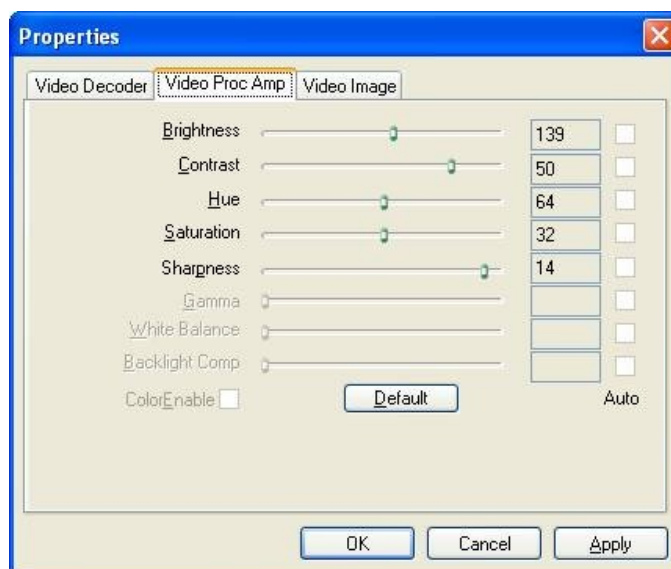 Properties
Video Decoder Video Proc Amp Video Image
Brightness 139
Contrast 50
Hue 64
Saturation 32
Sharpness 14
Gamma
White Balance
Backlight Comp
ColorEnable Default Auto
OK Cancel Apply